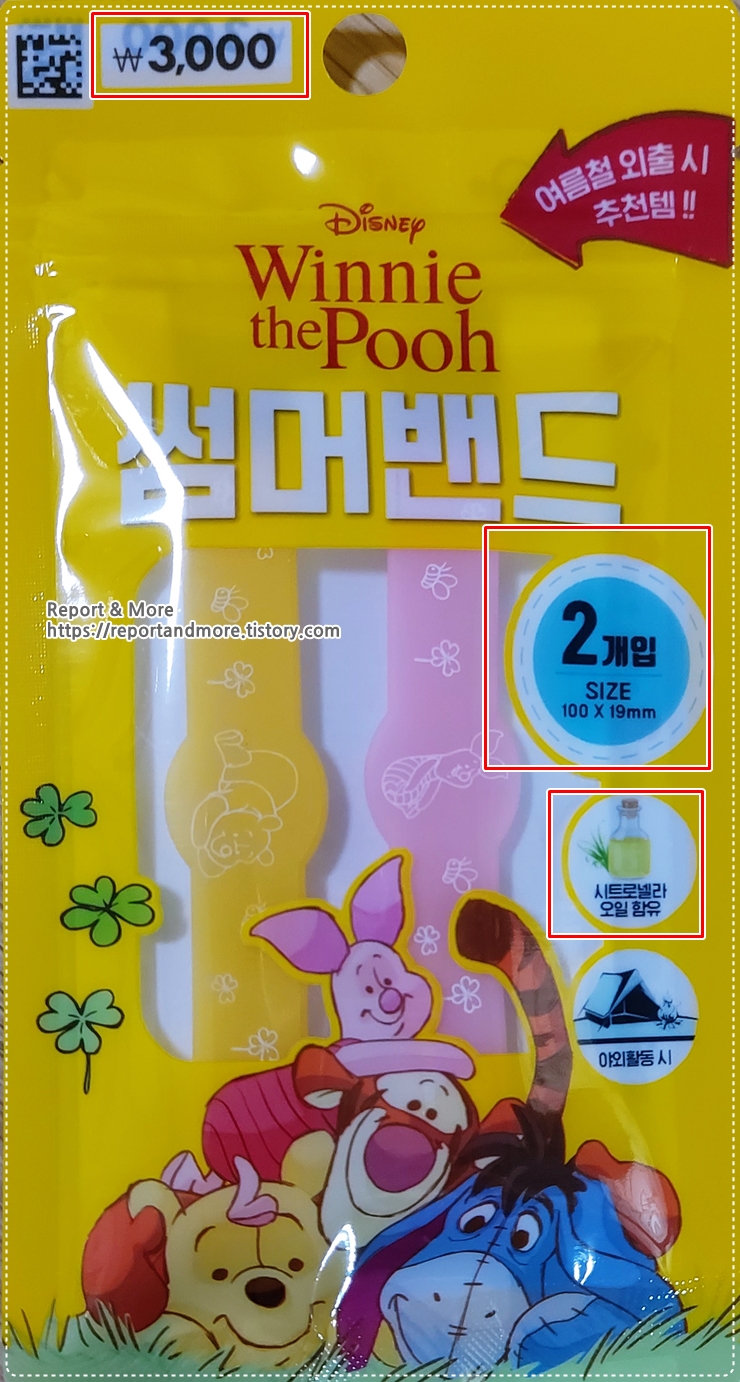 ₩3,000
여름철 외출 시
추천템!!
Disney
Winnie
the Pooh
썸머밴드
Report & More
https://reportandmore.tistory.com
2개입
SIZE
100 X 19mm
시트로넬라
오일 함유
야외활동 시